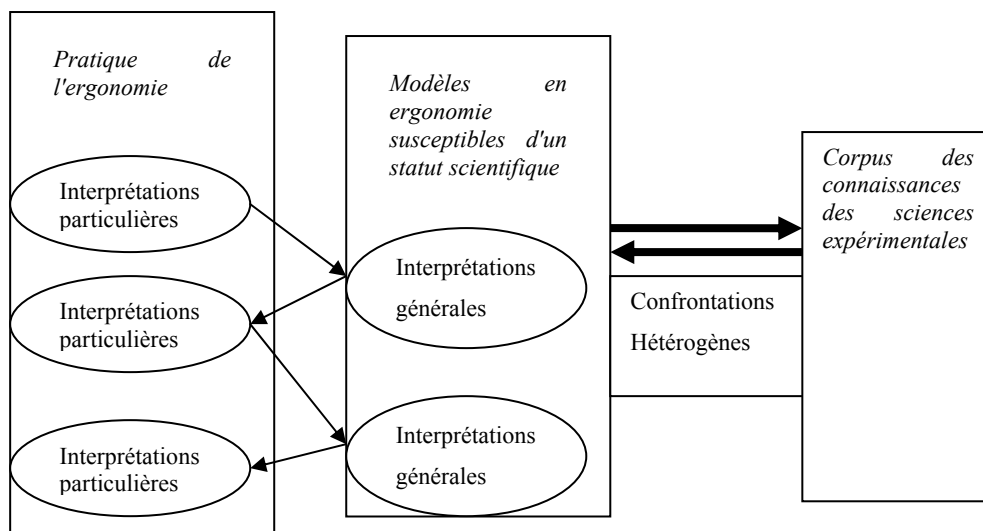 Pratique de
l'ergonomie
Interprétations
particulières
Interprétations
particulières
Interprétations
particulières
Modèles en
ergonomie
susceptibles d'un
statut scientifique
Interprétations
générales
Interprétations
générales
Confrontations
Hétérogènes
Corpus des
connaissances
des sciences
expérimentales